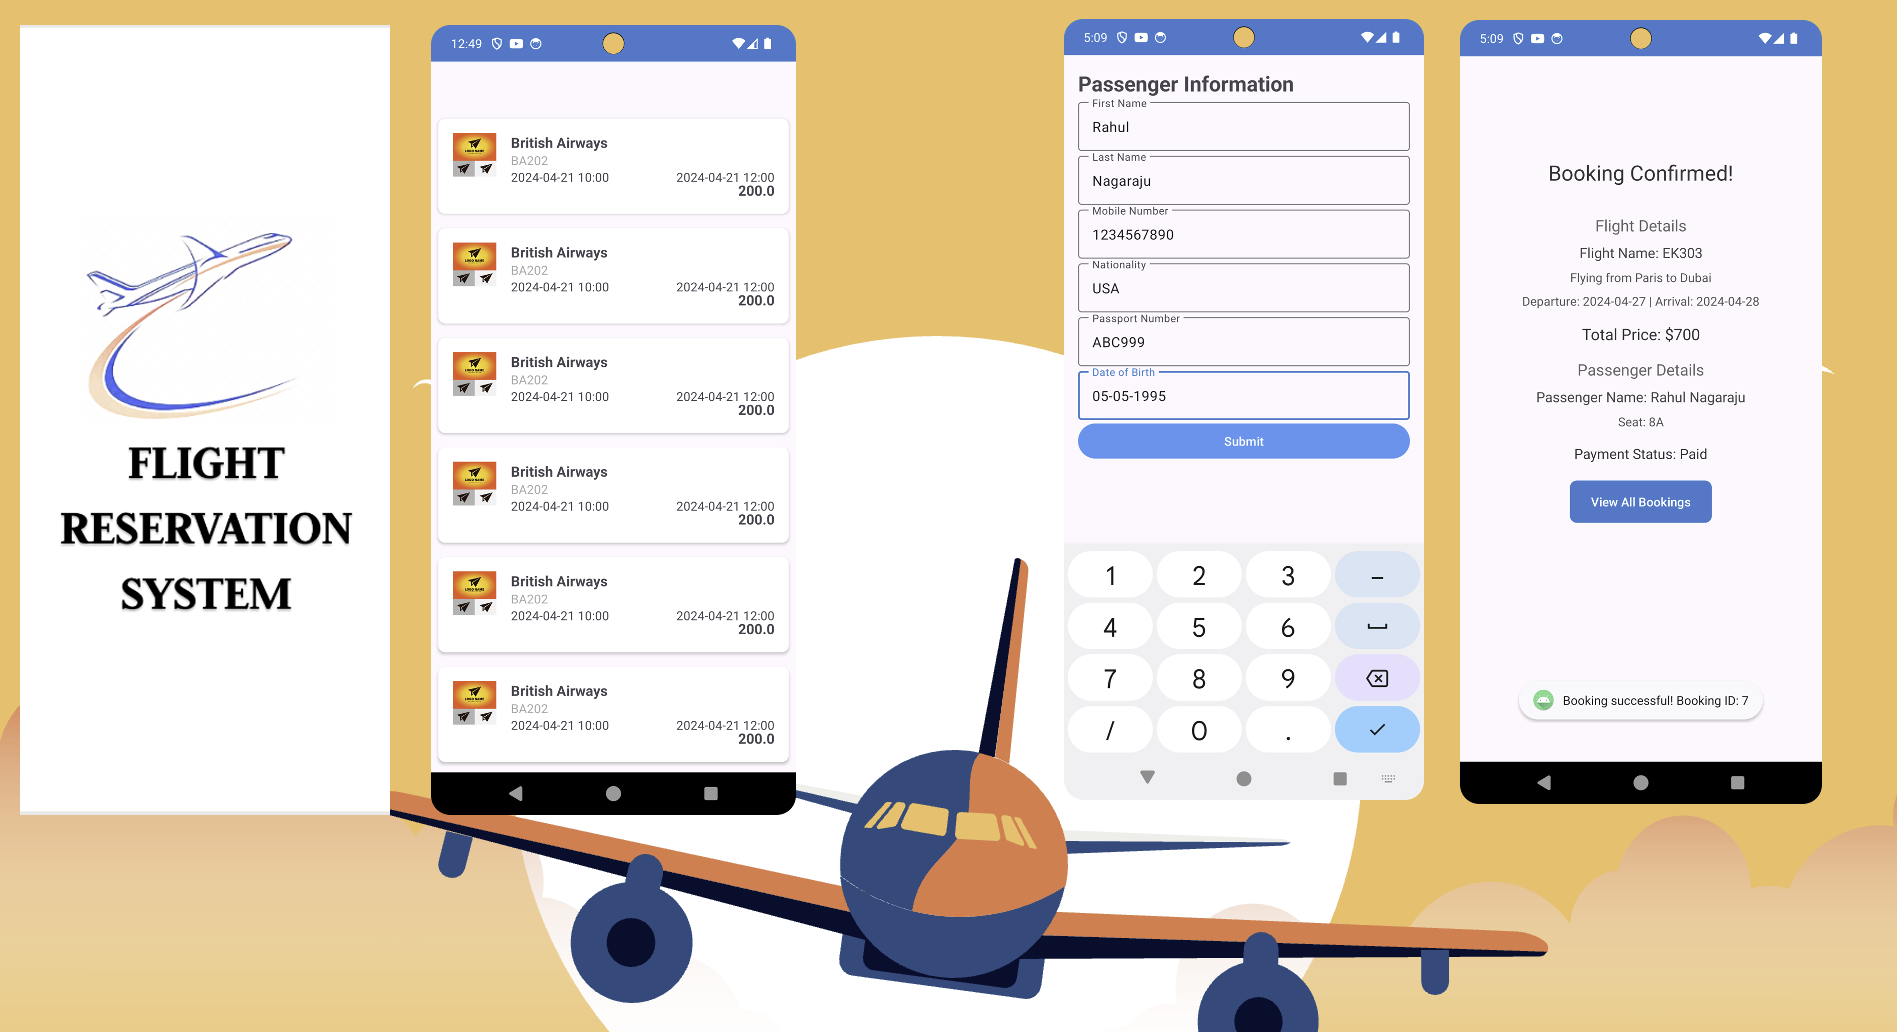 FLIGHT
RESERVATION
SYSTEM
12:49
British Airways
BA202
2024-04-21 10:00 2024-04-21 12:00
200.0
British Airways
BA202
2024-04-21 10:00 2024-04-21 12:00
200.0
British Airways
BA202
2024-04-21 10:00 2024-04-21 12:00
200.0
British Airways
BA202
2024-04-21 10:00 2024-04-21 12:00
200.0
British Airways
BA202
2024-04-21 10:00 2024-04-21 12:00
200.0
British Airways
BA202
2024-04-21 10:00 2024-04-21 12:00
200.0
5:09
Passenger Information
First Name
Rahul
Last Name
Nagaraju
Mobile Number
1234567890
Nationality
USA
Passport Number
ABC999
Date of Birth
05-05-1995
Submit
1 2 3 –
4 5 6
7 8 9
/ 0 .
5:09
Booking Confirmed!
Flight Details
Flight Name: EK303
Flying from Paris to Dubai
Departure: 2024-04-27 | Arrival: 2024-04-28
Total Price: $700
Passenger Details
Passenger Name: Rahul Nagaraju
Seat: 8A
Payment Status: Paid
View All Bookings
Booking successful! Booking ID: 7